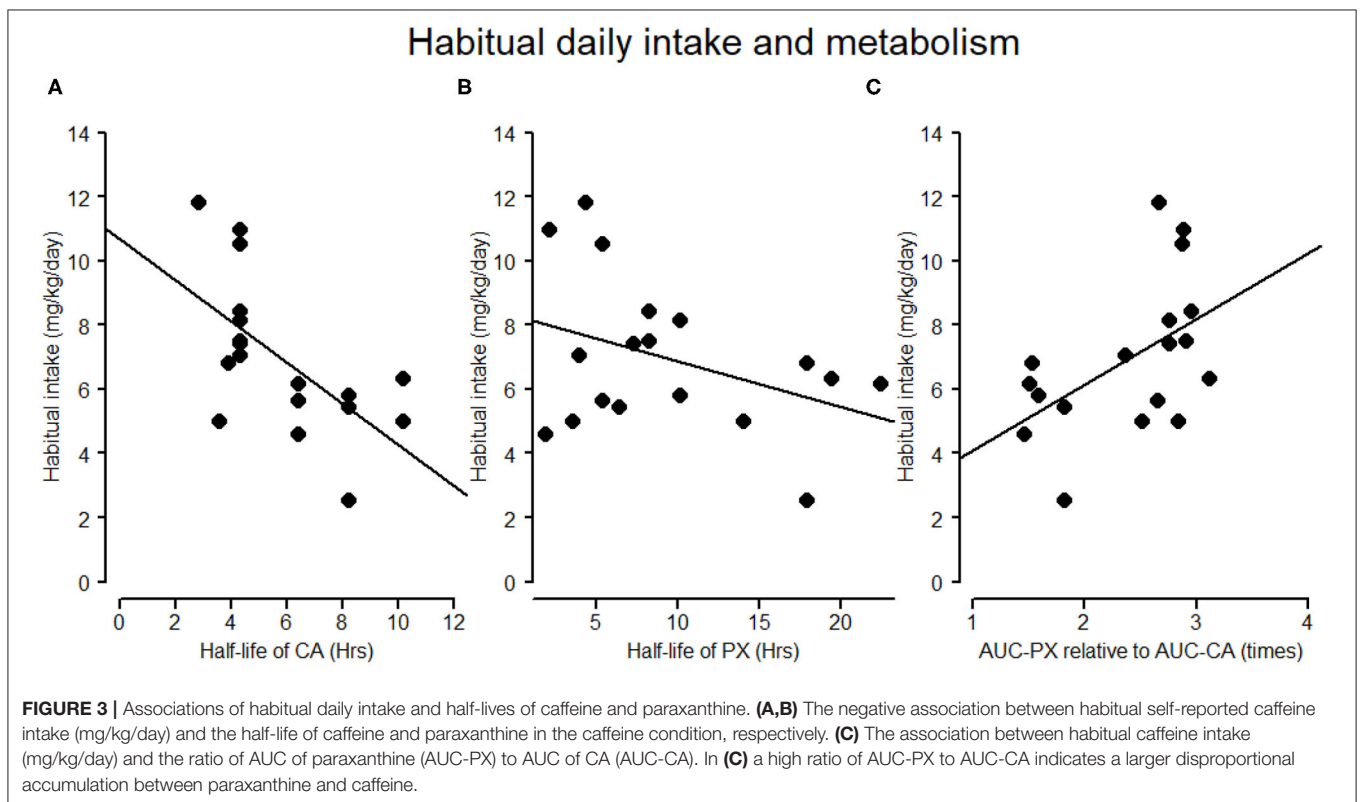 Habitual daily intake and metabolism
A
B
C
14
12
10
8
6
4
2
0
Habitual intake (mg/kg/day)
0 2 4 6 8 10 12
Half-life of CA (Hrs)
14
12
10
8
6
4
2
0
Habitual intake (mg/kg/day)
5 10 15 20
Half-life of PX (Hrs)
14
12
10
8
6
4
2
0
Habitual intake (mg/kg/day)
1 2 3 4
AUC-PX relative to AUC-CA (times)
FIGURE 3 | Associations of habitual daily intake and half-lives of caffeine and paraxanthine. (A,B) The negative association between habitual self-reported caffeine
intake (mg/kg/day) and the half-life of caffeine and paraxanthine in the caffeine condition, respectively. (C) The association between habitual caffeine intake
(mg/kg/day) and the ratio of AUC of paraxanthine (AUC-PX) to AUC of CA (AUC-CA). In (C) a high ratio of AUC-PX to AUC-CA indicates a larger disproportional
accumulation between paraxanthine and caffeine.